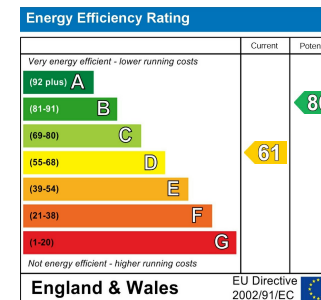 Energy Efficiency Rating
Current
Very energy efficient - lower running costs
(92 plus) A
(81-91) B
(69-80) C
(55-68) D
61
(39-54) E
(21-38) F
(1-20) G
Not energy efficient - higher running costs
England & Wales
EU Directive
2002/91/EC